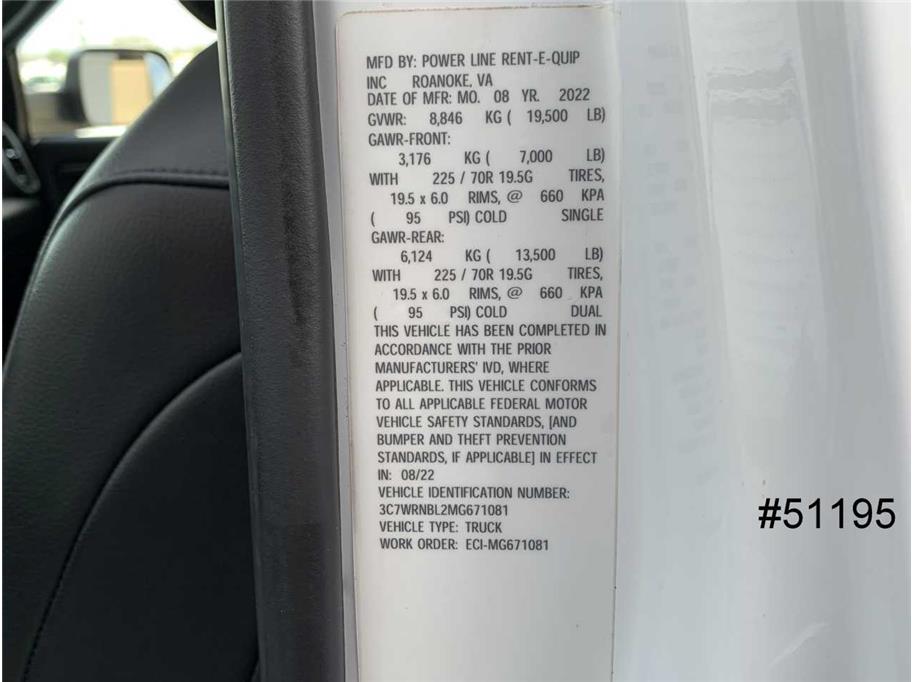 MFD BY: POWER LINE RENT-E-QUIP
INC ROANOKE, VA
DATE OF MFR: MO. 08 YR. 2022
GVWR: 8,846 KG ( 19,500 LB)
GAWR-FRONT:
3,176 KG ( 7,000 LB)
WITH 225 / 70R 19.5G TIRES,
19.5 x 6.0 RIMS, @ 660 KPA
( 95 PSI) COLD SINGLE
GAWR-REAR:
6,124 KG ( 13,500 LB)
WITH 225 / 70R 19.5G TIRES,
19.5 x 6.0 RIMS, @ 660 KPA
( 95 PSI) COLD DUAL
THIS VEHICLE HAS BEEN COMPLETED IN
ACCORDANCE WITH THE PRIOR
MANUFACTURERS' IVD, WHERE
APPLICABLE. THIS VEHICLE CONFORMS
TO ALL APPLICABLE FEDERAL MOTOR
VEHICLE SAFETY STANDARDS, [AND
BUMPER AND THEFT PREVENTION
STANDARDS, IF APPLICABLE] IN EFFECT
IN: 08/22
VEHICLE IDENTIFICATION NUMBER:
3C7WRNBL2MG671081
VEHICLE TYPE: TRUCK
WORK ORDER: ECI-MG671081
#51195